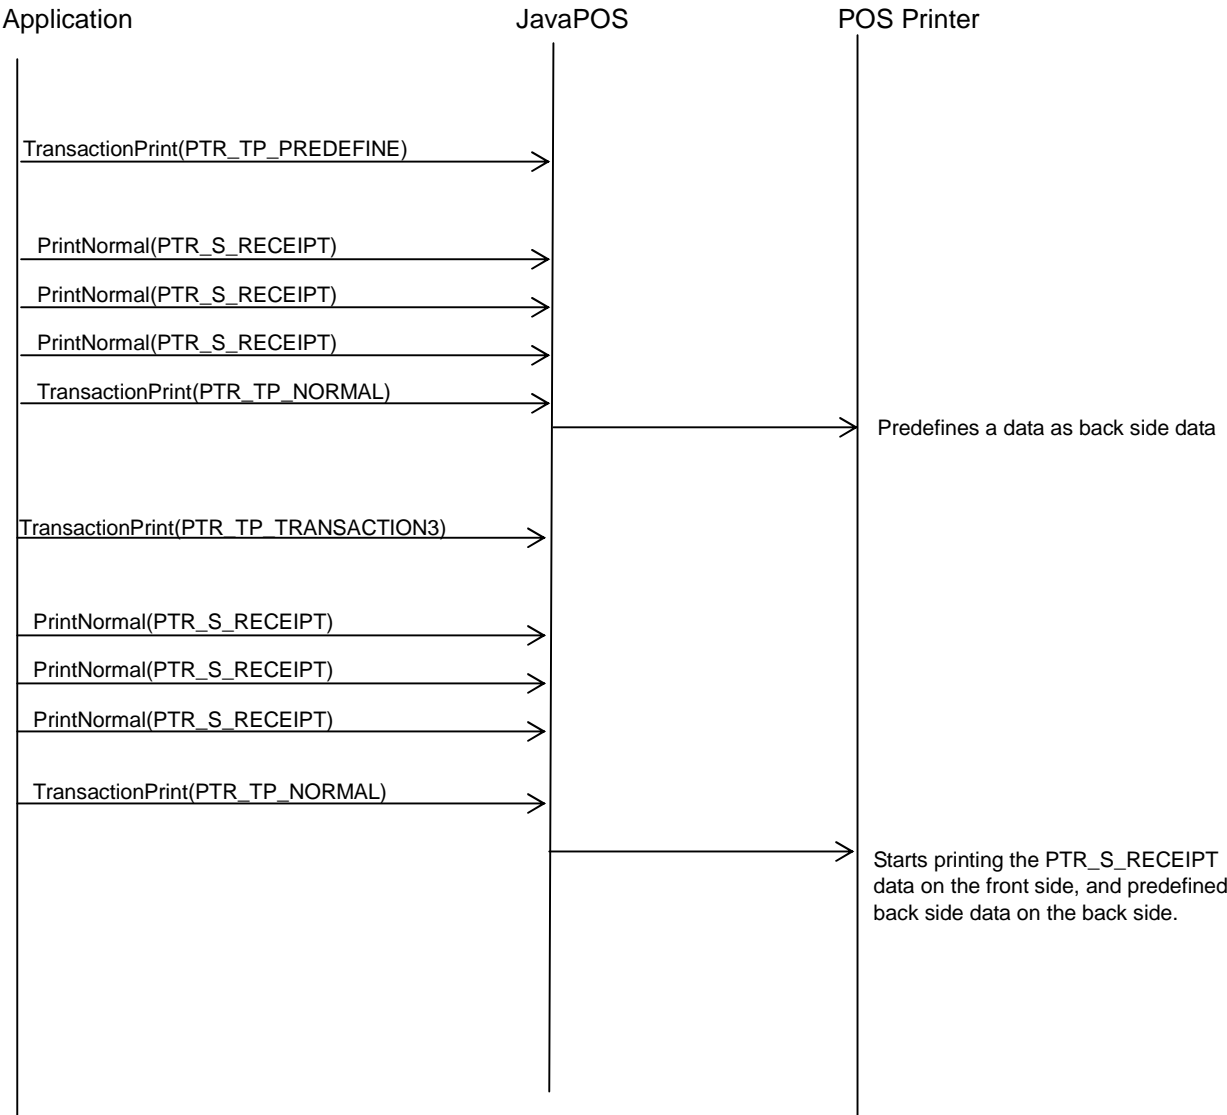 Application JavaPOS POS Printer
TransactionPrint(PTR_TP_PREDEFINE)
PrintNormal(PTR_S_RECEIPT)
PrintNormal(PTR_S_RECEIPT)
PrintNormal(PTR_S_RECEIPT)
TransactionPrint(PTR_TP_NORMAL)
Predefines a data as back side data
TransactionPrint(PTR_TP_TRANSACTION3)
PrintNormal(PTR_S_RECEIPT)
PrintNormal(PTR_S_RECEIPT)
PrintNormal(PTR_S_RECEIPT)
TransactionPrint(PTR_TP_NORMAL)
Starts printing the PTR_S_RECEIPT
data on the front side, and predefined
back side data on the back side.